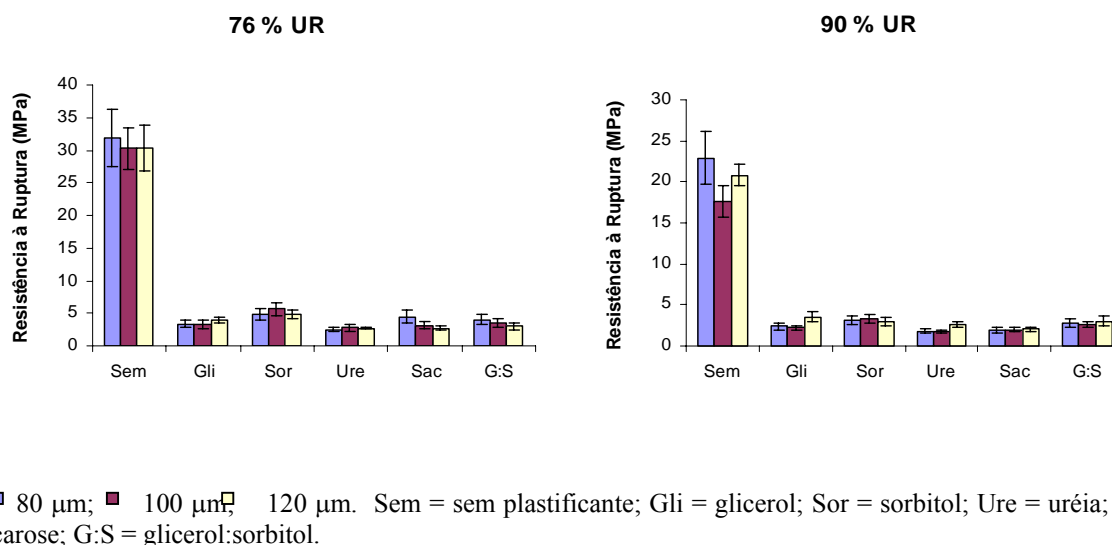 76 % UR
90 % UR
Resistência à Ruptura (MPa)
40
35
30
25
20
15
10
5
0
Sem Gli Sor Ure Sac G:S
Resistência à Ruptura (MPa)
30
25
20
15
10
5
0
Sem Gli Sor Ure Sac G:S
80 μm; 100 μm; 120 μm. Sem = sem plastificante; Gli = glicerol; Sor = sorbitol; Ure = uréia;
carose; G:S = glicerol:sorbitol.